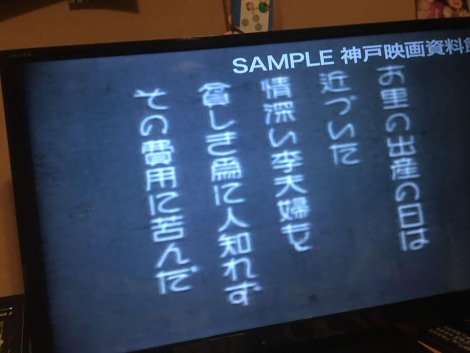 SAMPLE 神戸映画資料館
お里の出産の日は
近づいた
情深い李夫婦も
貧しき為に人知れず
その費用に苦んだ